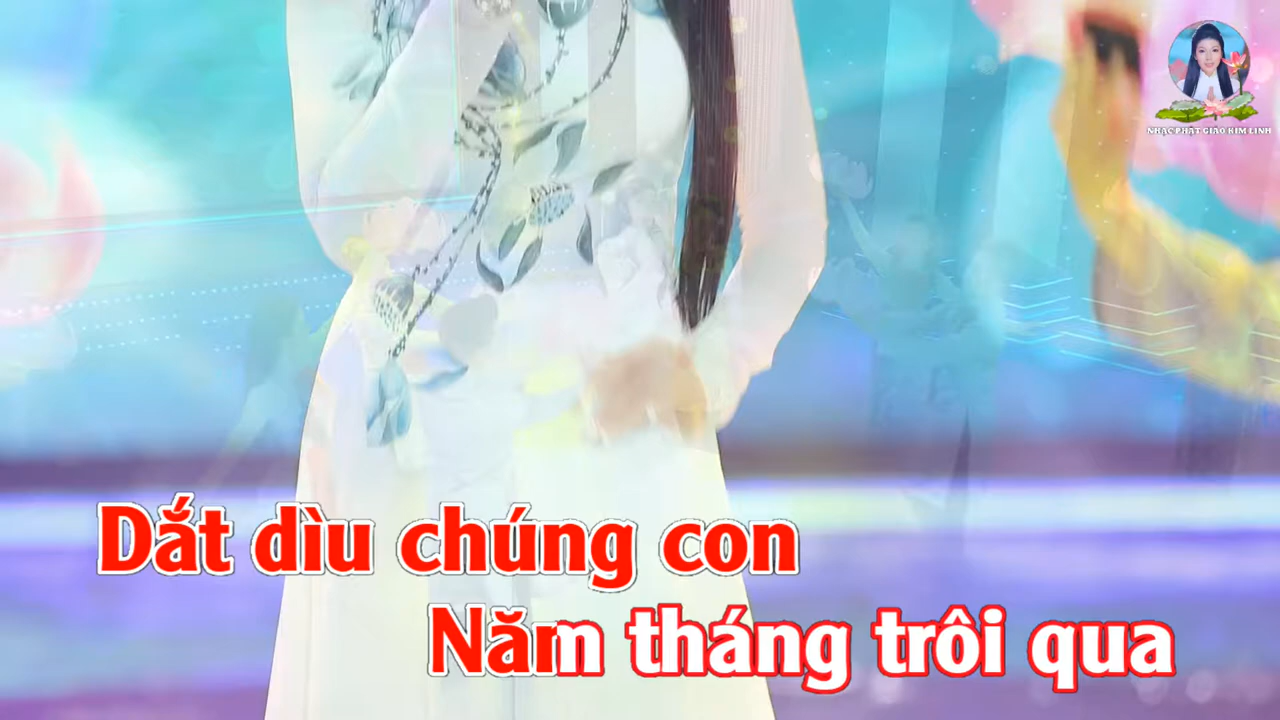 NHẠC PHẬT GIÁO KIM LINH
Dắt dìu chúng con
Năm tháng trôi qua